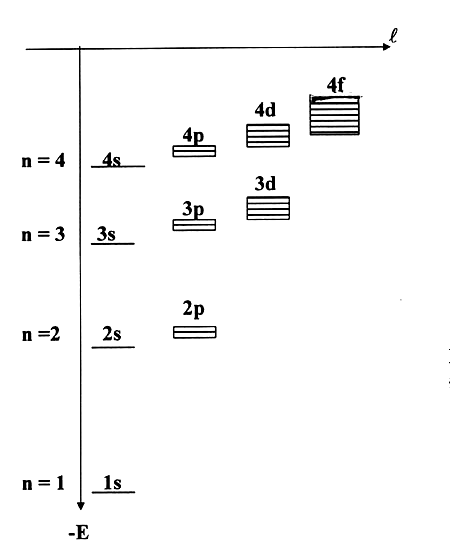 ℓ
4f
4d
4p
n = 4 4s
3d
3p
n = 3 3s
2p
n =2 2s
n = 1 1s
-E